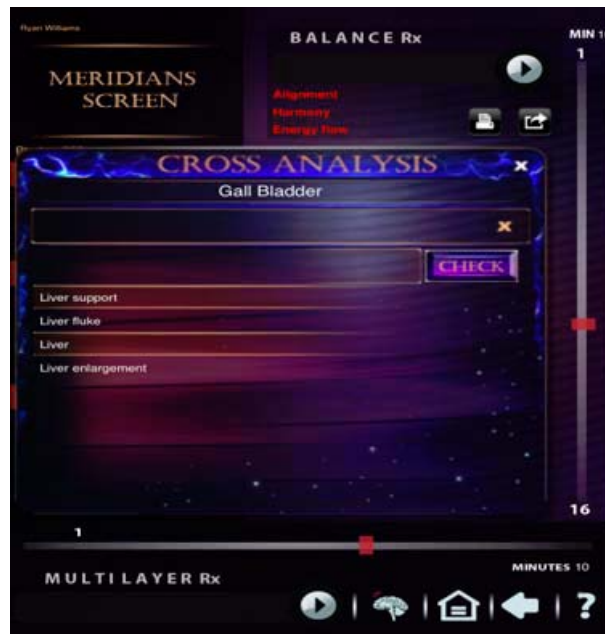 Ryan Williams
BALANCE Rx
MIN 1
1
MERIDIANS
SCREEN
Alignment
Harmony
Energy flow
CROSS ANALYSIS
x
Gall Bladder
x
CHECK
Liver support
Liver fluke
Liver
Liver enlargement
16
1
MINUTES 10
MULTILAYER Rx
?